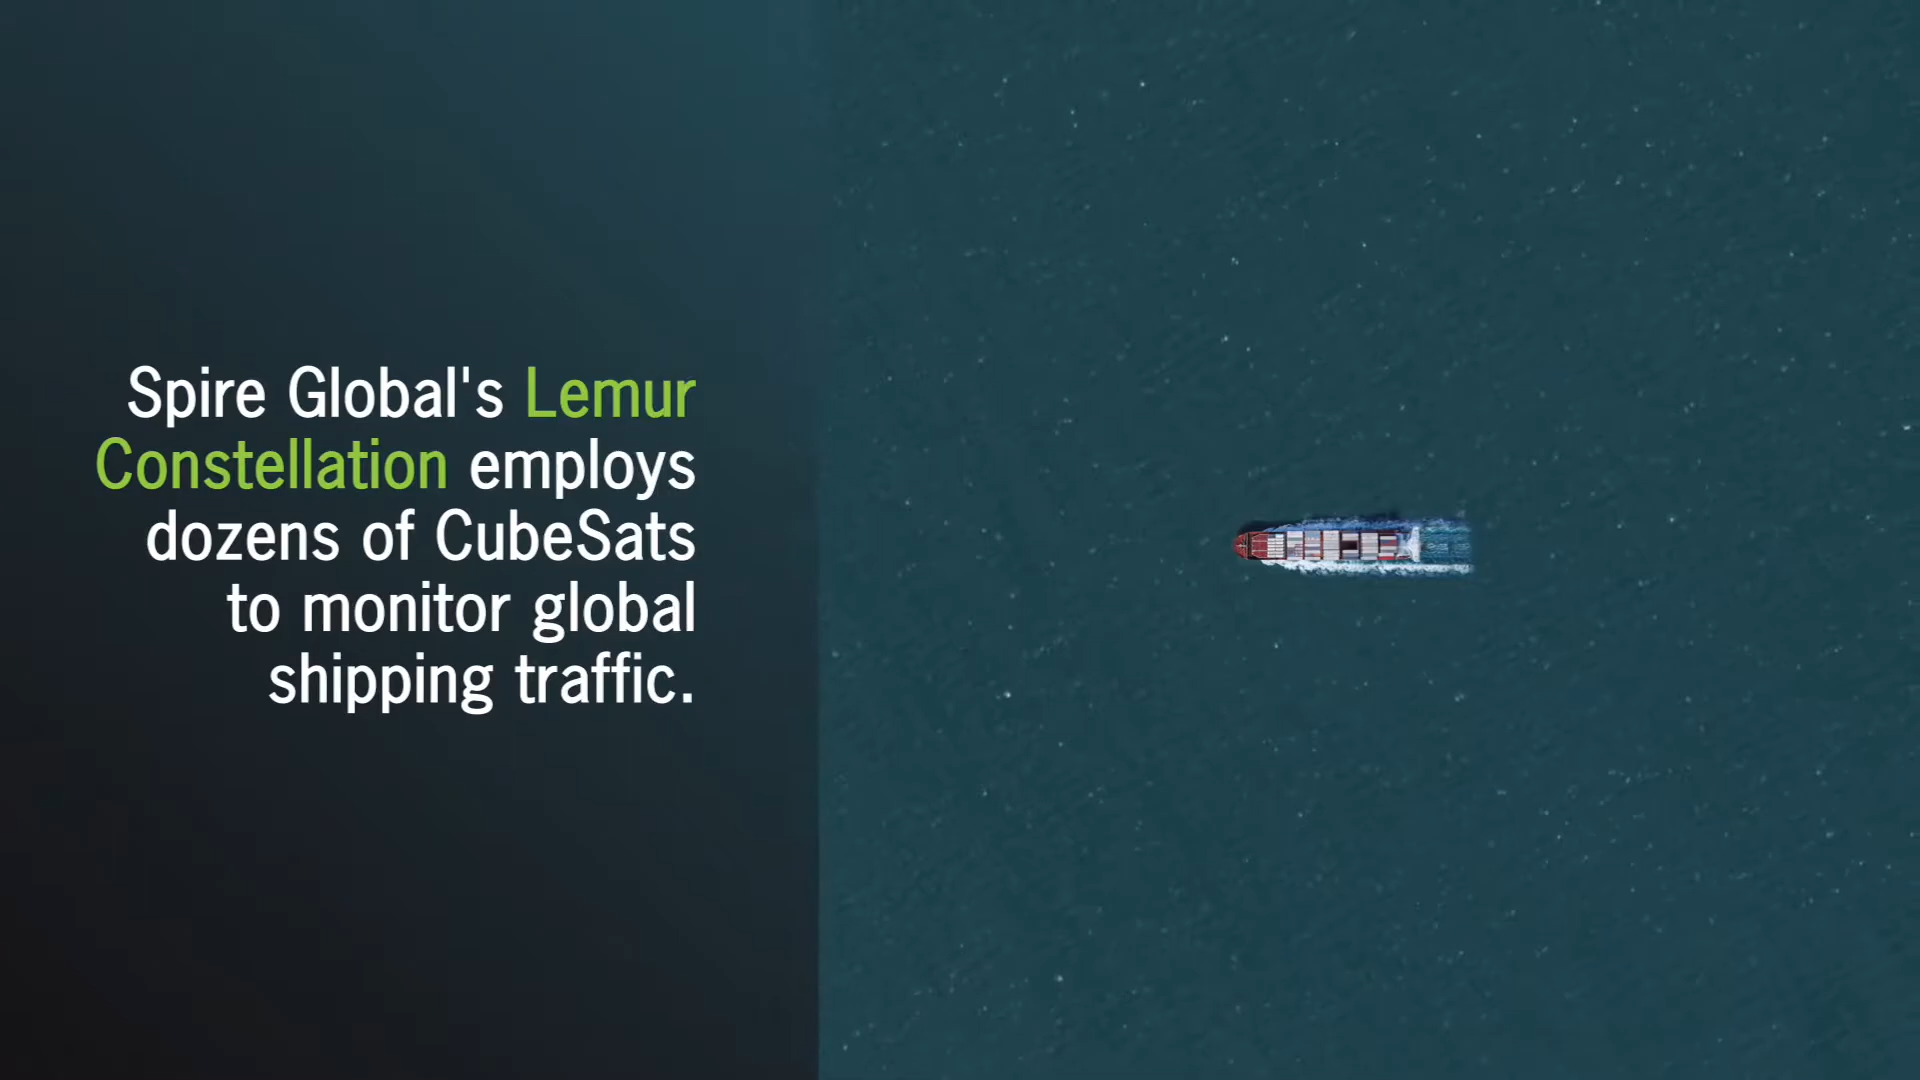 Spire Global's Lemur
Constellation employs
dozens of CubeSats
to monitor global
shipping traffic.